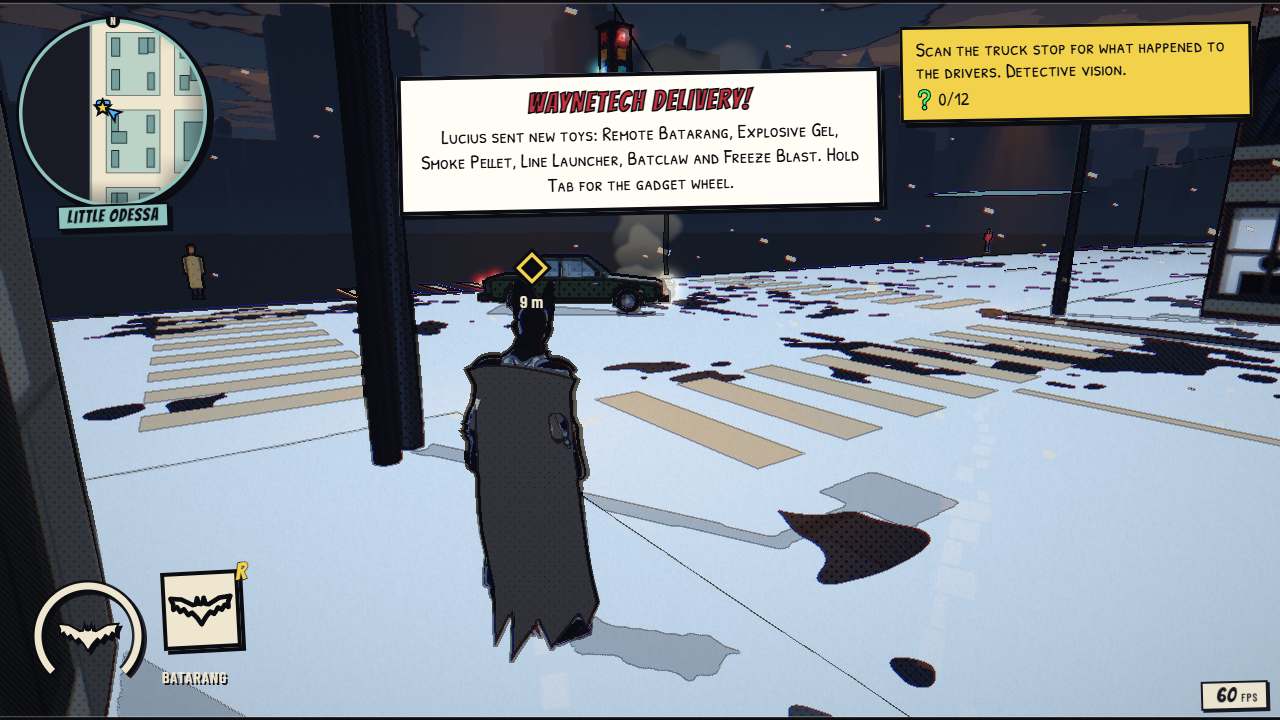 N
LITTLE ODESSA
WAYNETECH DELIVERY!
LUCIUS SENT NEW TOYS: REMOTE BATARANG, EXPLOSIVE GEL,
SMOKE PELLET, LINE LAUNCHER, BATCLAW AND FREEZE BLAST. HOLD
TAB FOR THE GADGET WHEEL.
SCAN THE TRUCK STOP FOR WHAT HAPPENED TO
THE DRIVERS. DETECTIVE VISION.
? 0/12
9 m
R
BATARANG
60 FPS